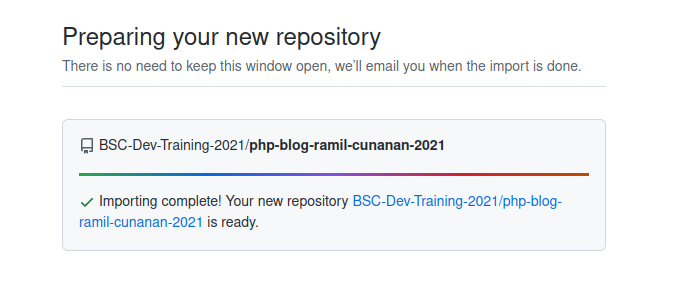 Preparing your new repository
There is no need to keep this window open, we'll email you when the import is done.
BSC-Dev-Training-2021/php-blog-ramil-cunanan-2021
Importing complete! Your new repository BSC-Dev-Training-2021/php-blog-
ramil-cunanan-2021 is ready.